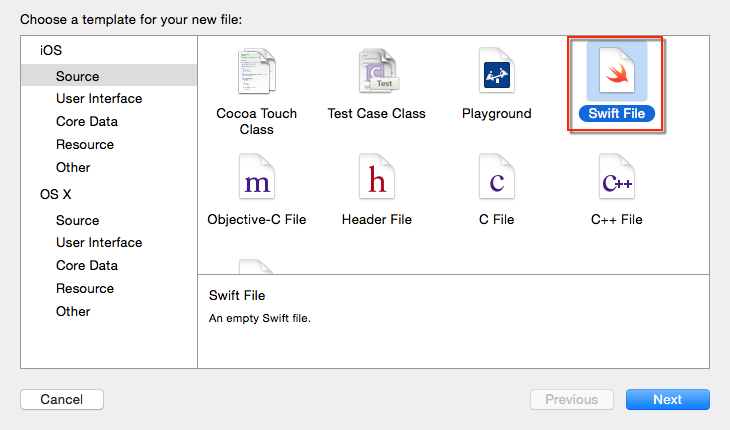 Choose a template for your new file:
iOS
Source
User Interface
Core Data
Resource
Other
OS X
Source
User Interface
Core Data
Resource
Other
Test
Cocoa Touch
Class
Test Case Class
Playground
Swift File
m
h
c
C++
Objective-C File
Header File
C File
C++ File
Swift File
An empty Swift file.
Cancel
Previous
Next